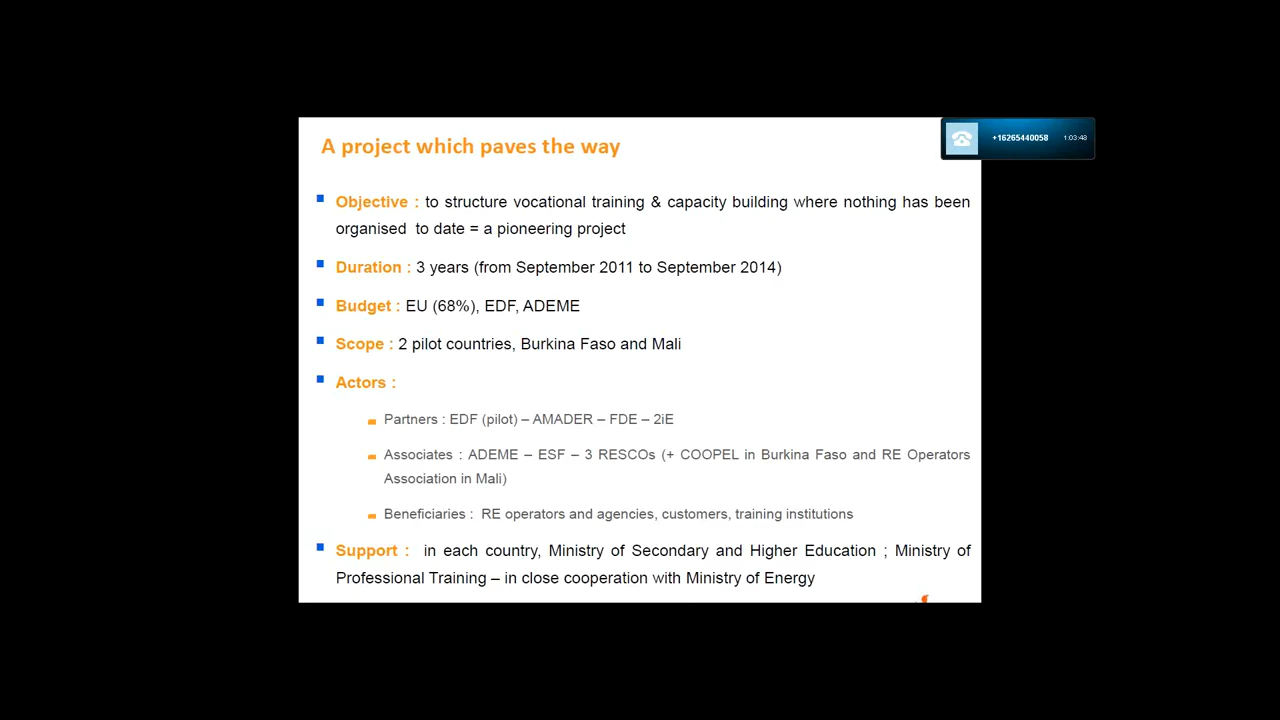 A project which paves the way
+16265440058 1:03:48
Objective : to structure vocational training & capacity building where nothing has been
organised to date = a pioneering project
Duration : 3 years (from September 2011 to September 2014)
Budget : EU (68%), EDF, ADEME
Scope : 2 pilot countries, Burkina Faso and Mali
Actors :
Partners : EDF (pilot) – AMADER – FDE – 2iE
Associates : ADEME – ESF – 3 RESCOs (+ COOPEL in Burkina Faso and RE Operators
Association in Mali)
Beneficiaries : RE operators and agencies, customers, training institutions
Support : in each country, Ministry of Secondary and Higher Education ; Ministry of
Professional Training – in close cooperation with Ministry of Energy